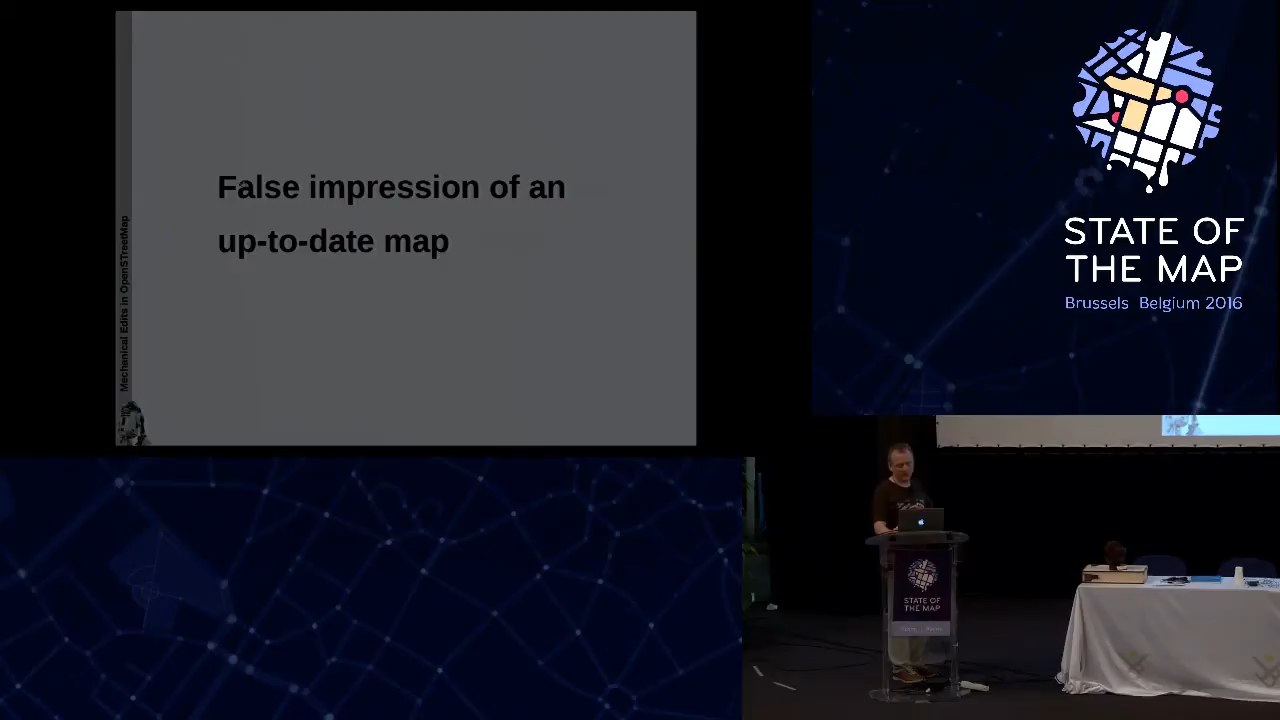 False impression of an
up-to-date map
Mechanical Edits in OpenSTreetMap
STATE OF
THE MAP
Brussels Belgium 2016
STATE OF
THE MAP